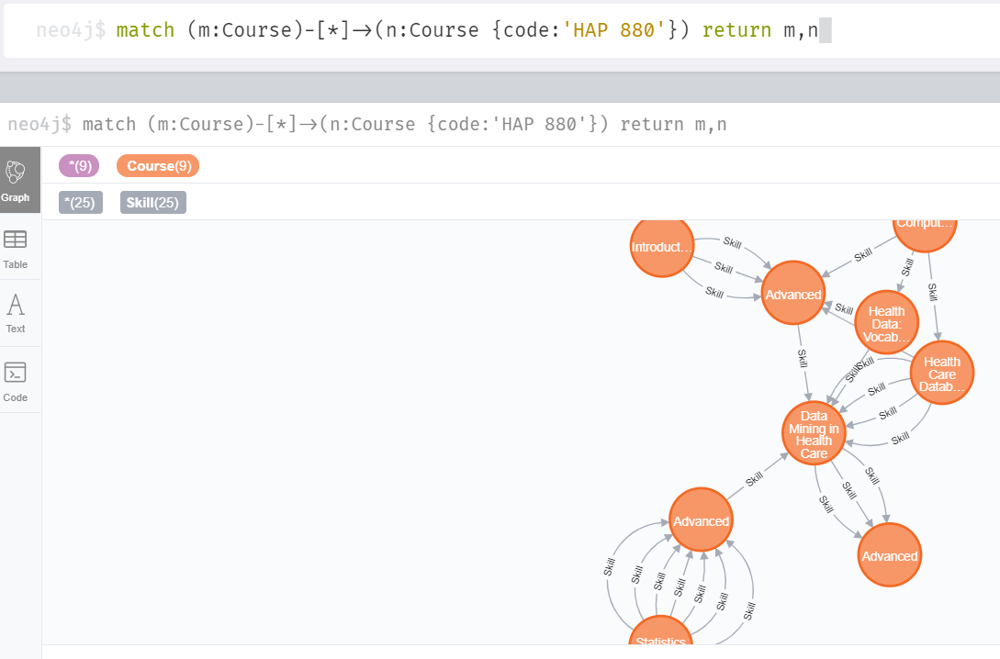 neo4j$ match (m:Course)-[*]->(n:Course {code:'HAP 880'}) return m,n
neo4j$ match (m:Course)-[*]->(n:Course {code:'HAP 880'}) return m,n
*(9) Course(9)
*(25) Skill(25)
Graph
Table
Text
Code
Comput...
Introduct...
Skill
Skill
Skill
Skill
Skill
Skill
Advanced
Skill
Health
Data:
Vocab...
Health
Care
Datab...
Skill
Skill
Skill
Skill
Skill
Skill
Data
Mining in
Health
Care
Skill
Skill
Skill
Skill
Advanced
Advanced
Skill
Skill
Skill
Skill
Skill
Skill
Skill
Statistics